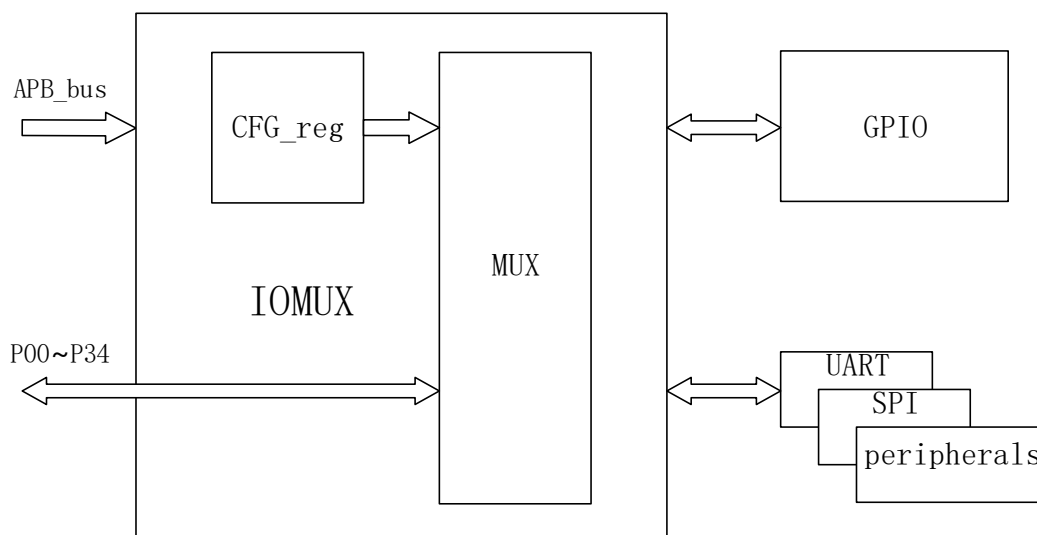 APB_bus
CFG_reg
GPIO
MUX
IOMUX
P00~P34
UART
SPI
peripherals